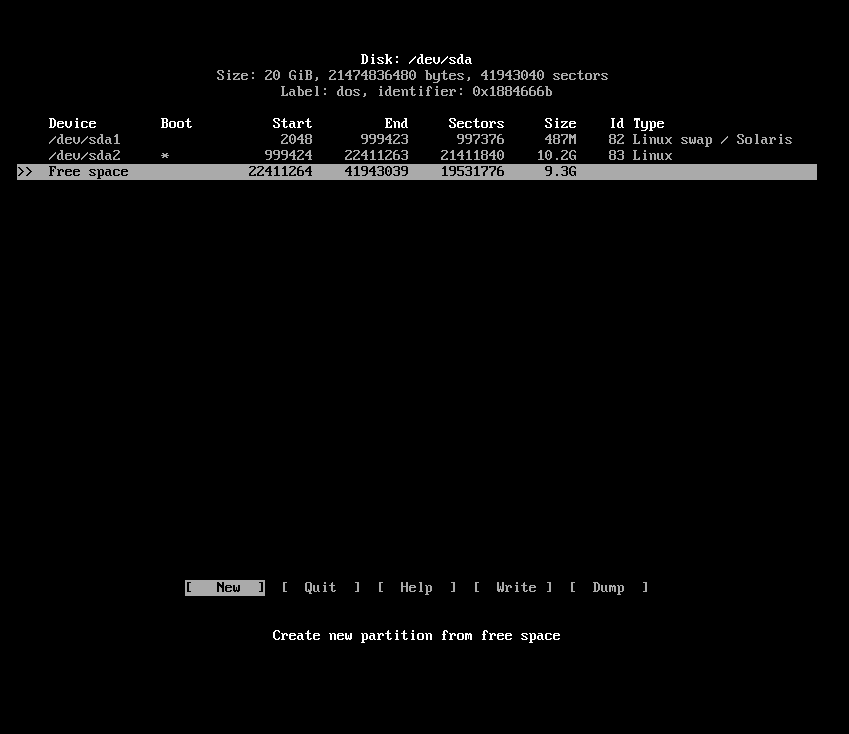 Disk: /dev/sda
Size: 20 GiB, 21474836480 bytes, 41943040 sectors
Label: dos, identifier: 0x1884666b
Device Boot Start End Sectors Size Id Type
/dev/sda1 2048 999423 997376 487M 82 Linux swap / Solaris
/dev/sda2 * 999424 22411263 21411840 10.2G 83 Linux
>> Free space 22411264 41943039 19531776 9.3G
[ New ] [ Quit ] [ Help ] [ Write ] [ Dump ]
Create new partition from free space